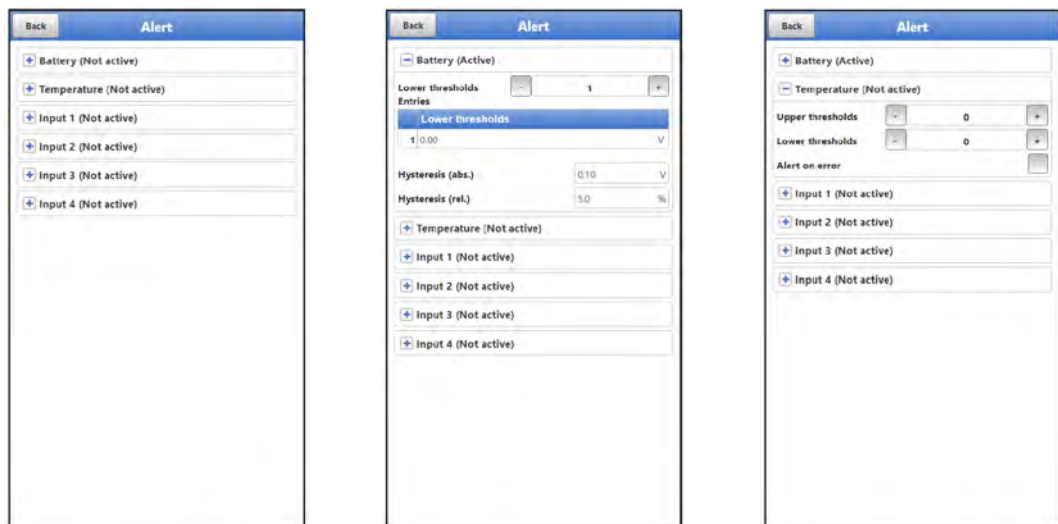 Back Alert
Battery (Not active)
Temperature (Not active)
Input 1 (Not active)
Input 2 (Not active)
Input 3 (Not active)
Input 4 (Not active)
Back Alert
Battery (Active)
Lower thresholds - 1 +
Entries
Lower thresholds
1 0.00 V
Hysteresis (abs.) 0.10 V
Hysteresis (rel.) 5.0 %
Temperature (Not active)
Input 1 (Not active)
Input 2 (Not active)
Input 3 (Not active)
Input 4 (Not active)
Back Alert
Battery (Active)
Temperature (Not active)
Upper thresholds - 0 +
Lower thresholds - 0 +
Alert on error
Input 1 (Not active)
Input 2 (Not active)
Input 3 (Not active)
Input 4 (Not active)